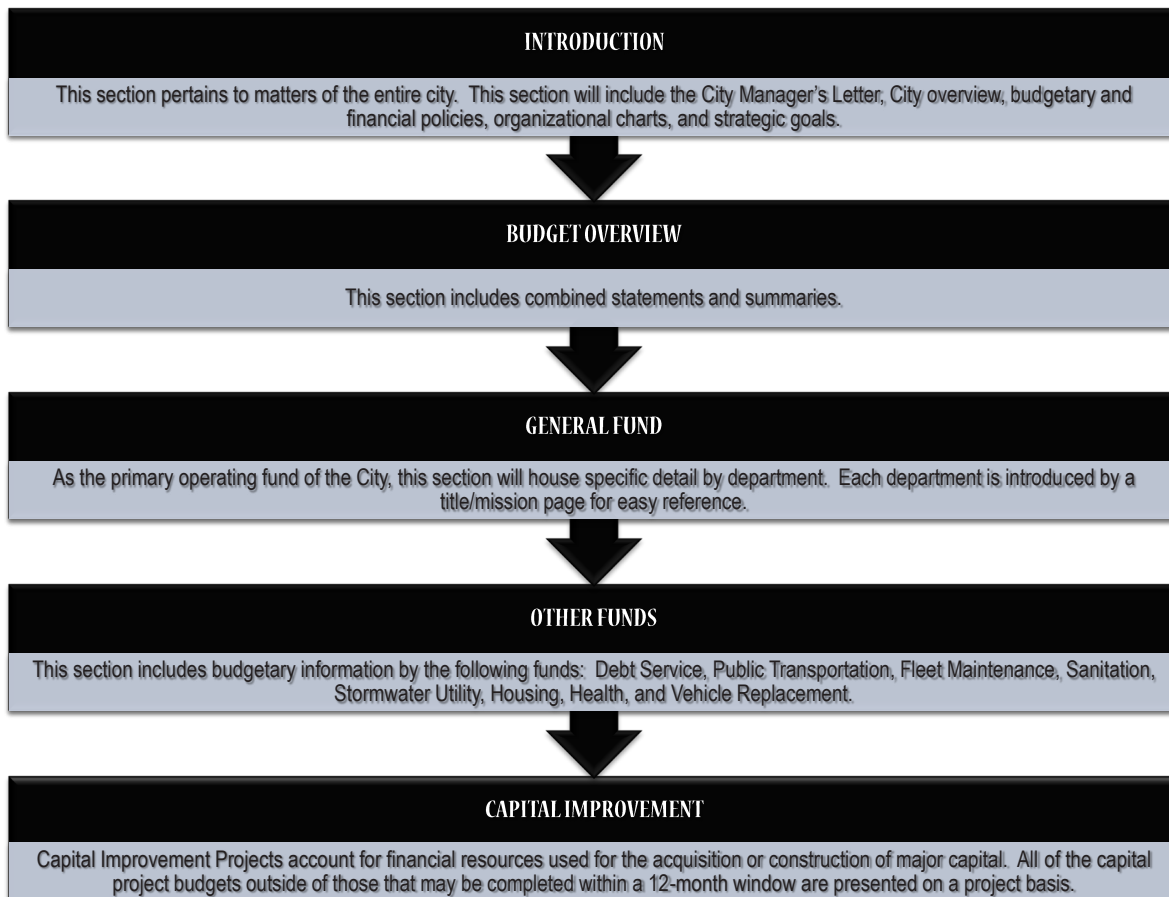 INTRODUCTION
This section pertains to matters of the entire city. This section will include the City Manager's Letter, City overview, budgetary and
financial policies, organizational charts, and strategic goals.
BUDGET OVERVIEW
This section includes combined statements and summaries.
GENERAL FUND
As the primary operating fund of the City, this section will house specific detail by department. Each department is introduced by a
title/mission page for easy reference.
OTHER FUNDS
This section includes budgetary information by the following funds: Debt Service, Public Transportation, Fleet Maintenance, Sanitation,
Stormwater Utility, Housing, Health, and Vehicle Replacement.
CAPITAL IMPROVEMENT
Capital Improvement Projects account for financial resources used for the acquisition or construction of major capital. All of the capital
project budgets outside of those that may be completed within a 12-month window are presented on a project basis.